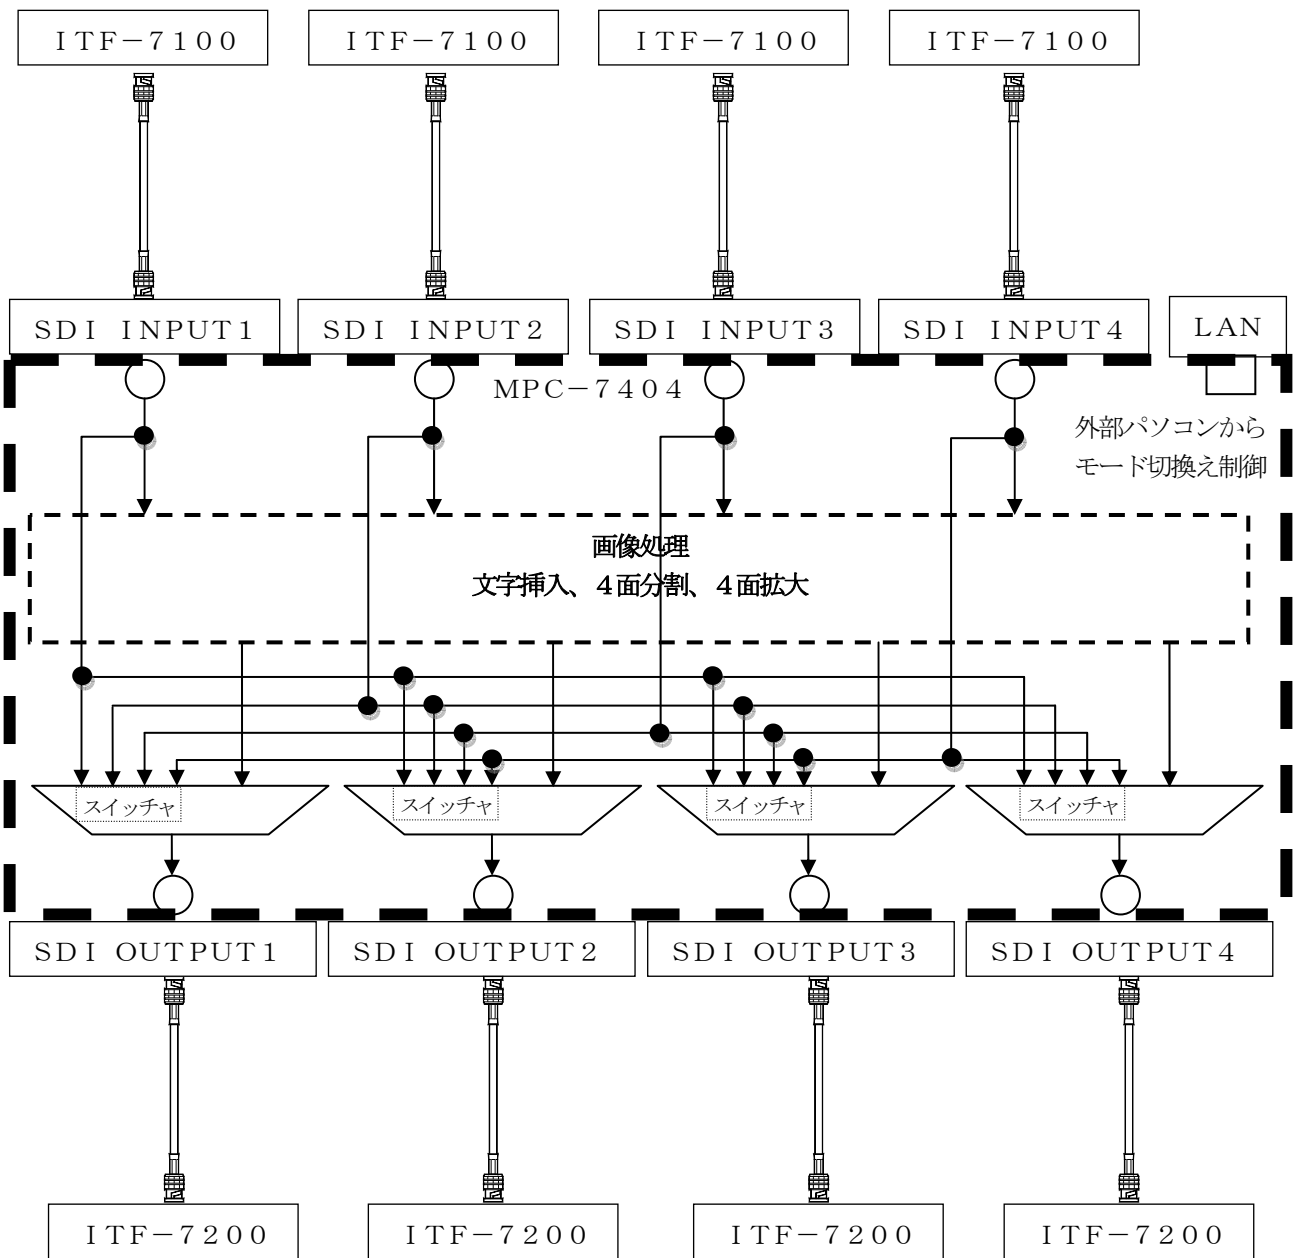 ITF－7100
ITF－7100
ITF－7100
ITF－7100
SDI INPUT1
SDI INPUT2
SDI INPUT3
SDI INPUT4
LAN
MPC－7404
外部パソコンから
モード切換え制御
画像処理
文字挿入、４面分割、４面拡大
スイッチャ
スイッチャ
スイッチャ
スイッチャ
SDI OUTPUT1
SDI OUTPUT2
SDI OUTPUT3
SDI OUTPUT4
ITF－7200
ITF－7200
ITF－7200
ITF－7200